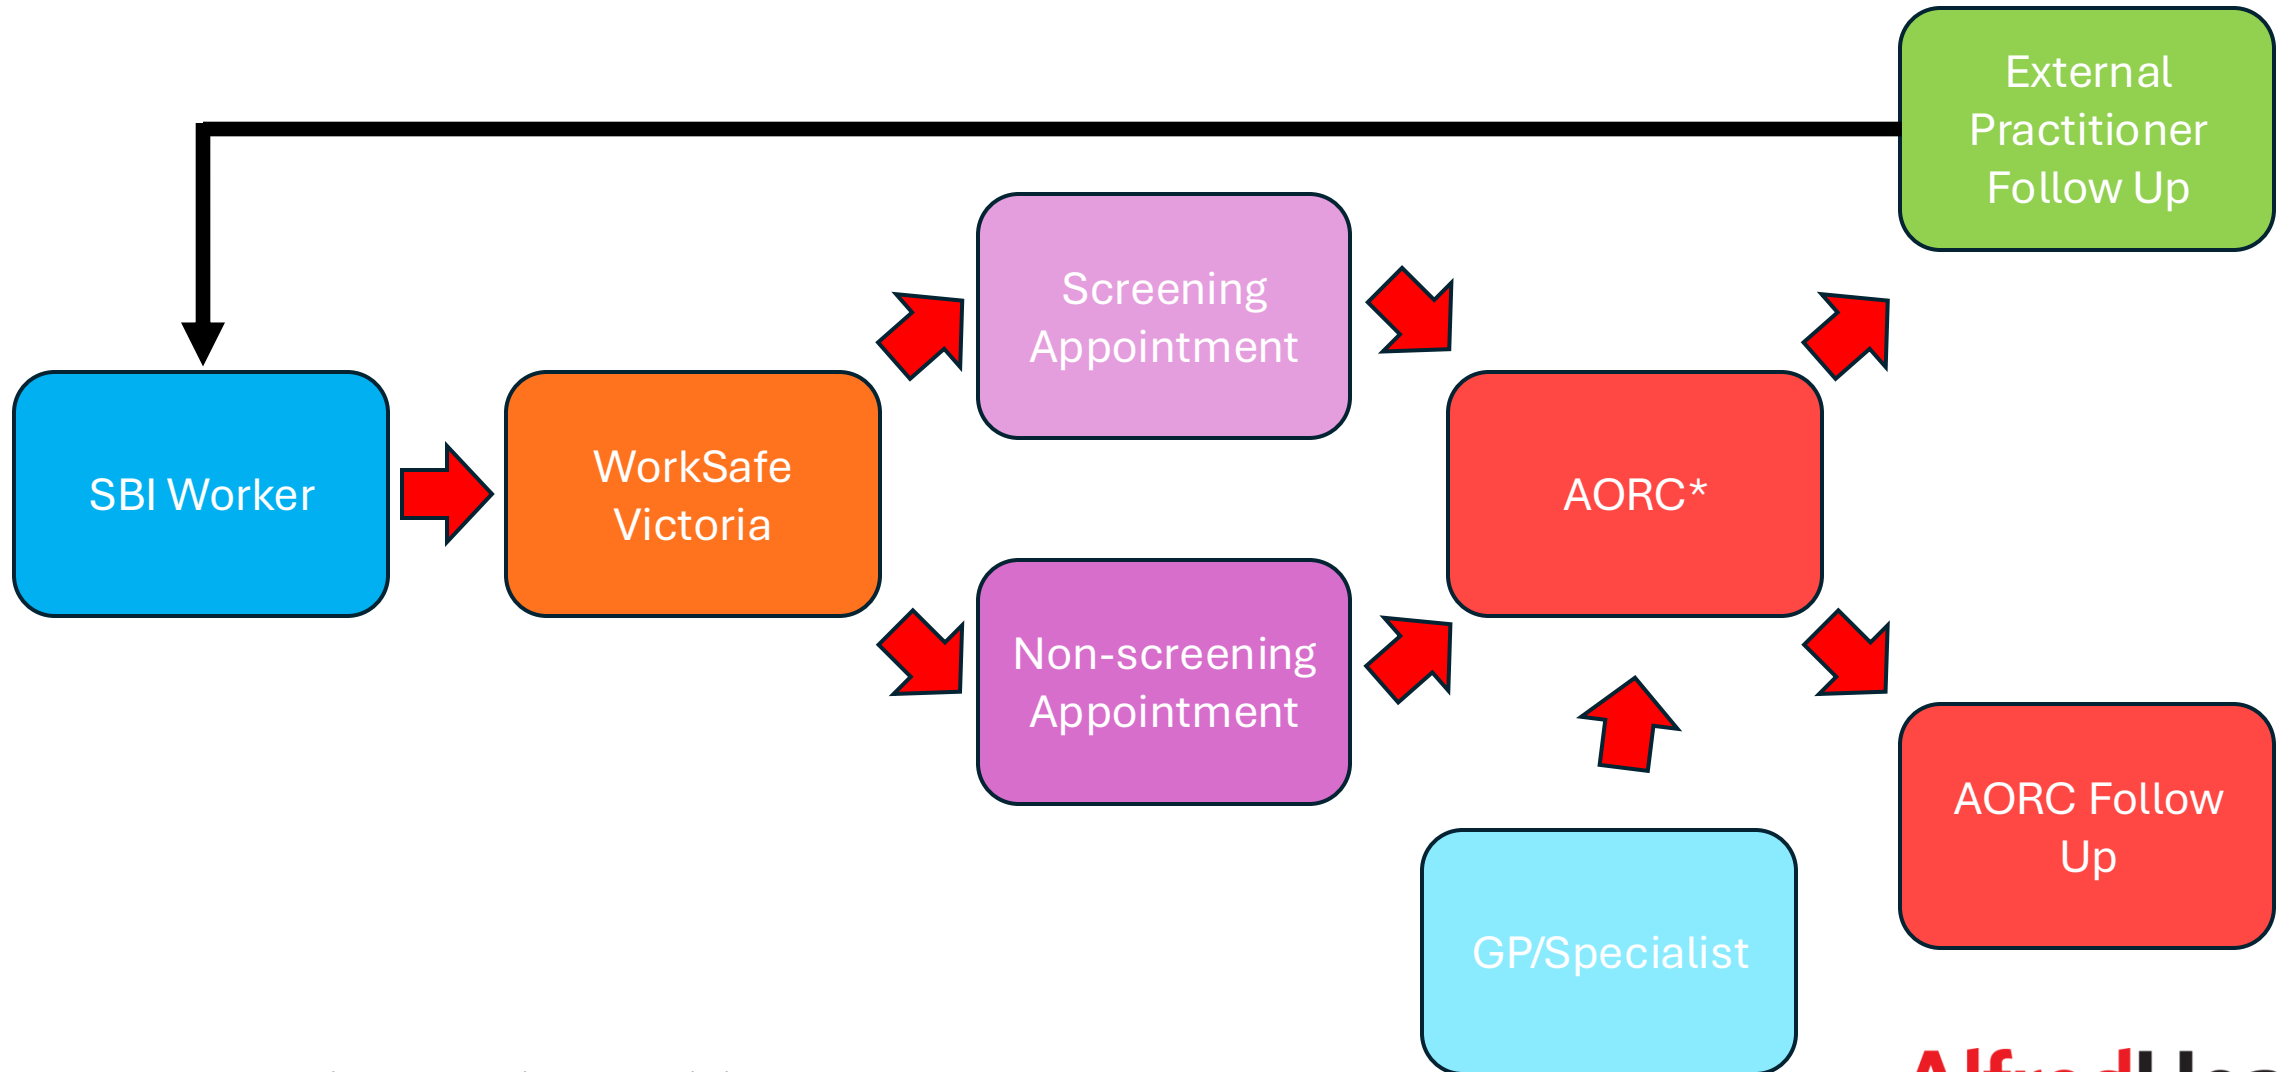 External
Practitioner
Follow Up
Screening
Appointment
SBI Worker
WorkSafe
Victoria
AORC*
Non-screening
Appointment
AORC Follow
Up
GP/Specialist